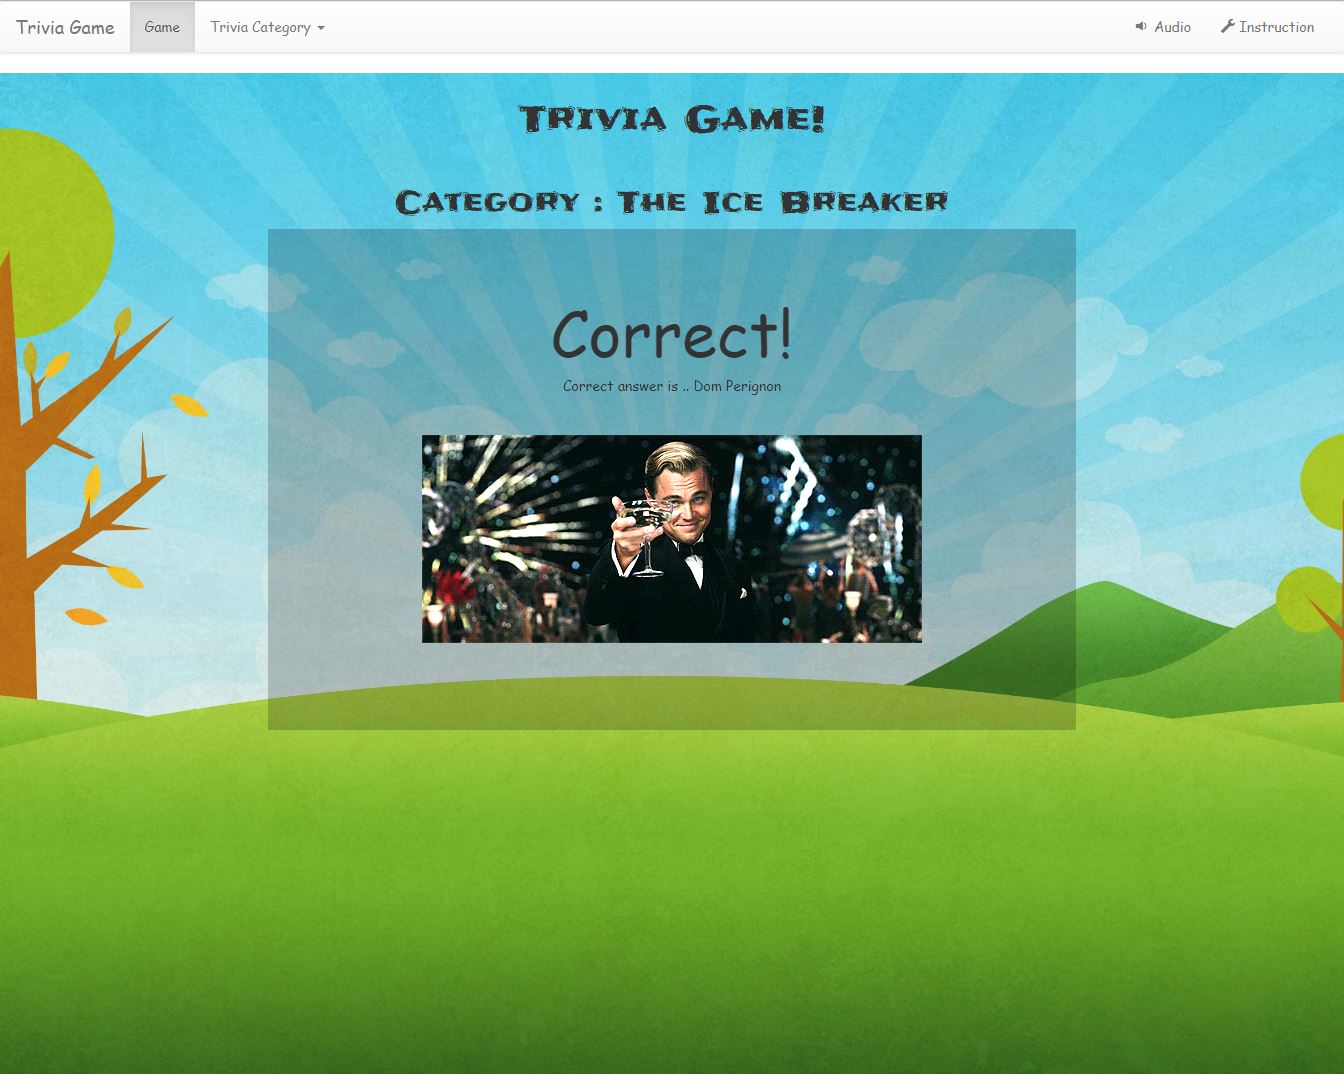 Trivia Game Game Trivia Category Audio Instruction
Trivia Game!
Category : The Ice Breaker
Correct!
Correct answer is .. Dom Perignon